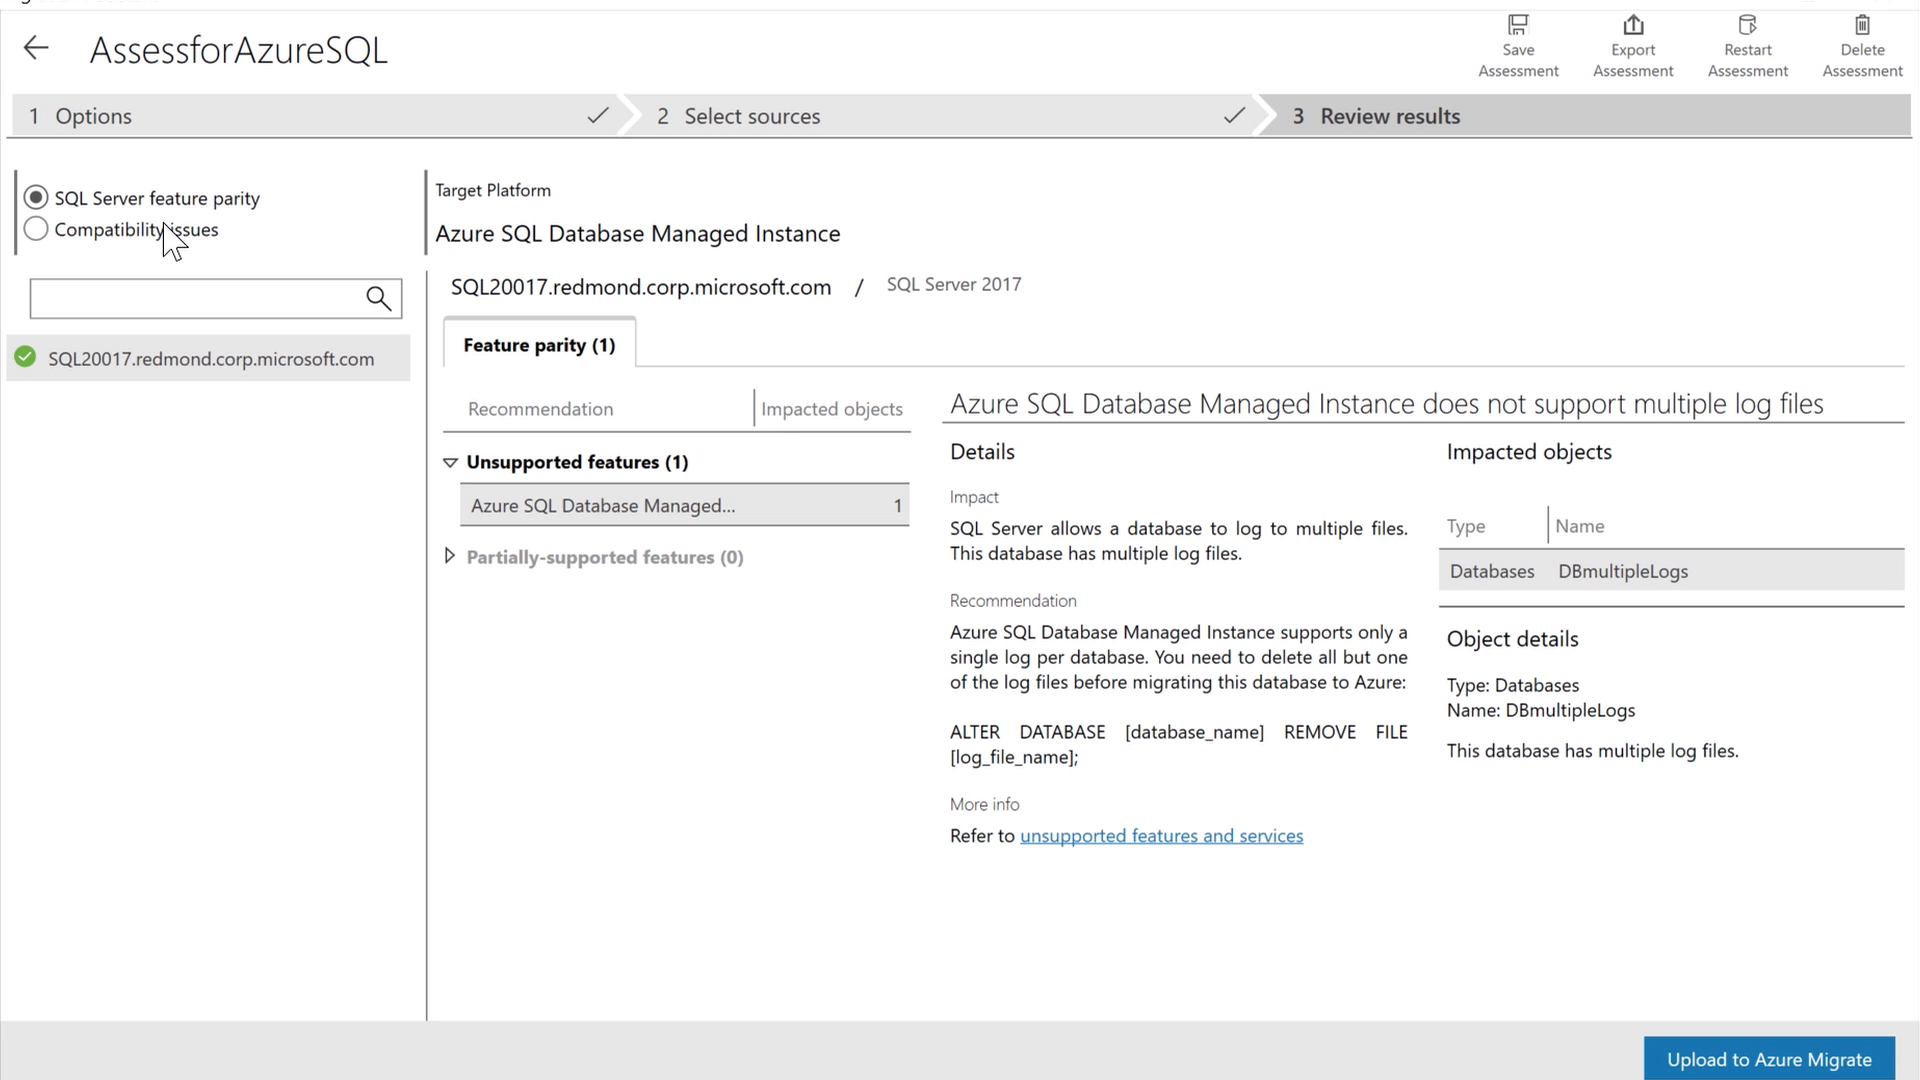 AssessforAzureSQL
Save Assessment
Export Assessment
Restart Assessment
Delete Assessment
1 Options
2 Select sources
3 Review results
SQL Server feature parity
Compatibility issues
SQL20017.redmond.corp.microsoft.com
Target Platform
Azure SQL Database Managed Instance
SQL20017.redmond.corp.microsoft.com / SQL Server 2017
Feature parity (1)
Recommendation
Impacted objects
Unsupported features (1)
Azure SQL Database Managed... 1
Partially-supported features (0)
Azure SQL Database Managed Instance does not support multiple log files
Details
Impact
SQL Server allows a database to log to multiple files.
This database has multiple log files.
Recommendation
Azure SQL Database Managed Instance supports only a
single log per database. You need to delete all but one
of the log files before migrating this database to Azure:
ALTER DATABASE [database_name] REMOVE FILE
[log_file_name];
More info
Refer to unsupported features and services
Impacted objects
Type Name
Databases DBmultipleLogs
Object details
Type: Databases
Name: DBmultipleLogs
This database has multiple log files.
Upload to Azure Migrate